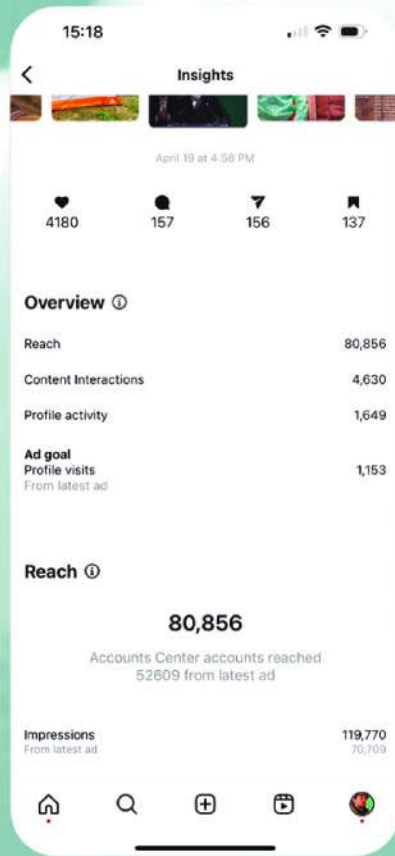 15:18
Insights
April 19 at 4:58 PM
4180 157 156 137
Overview
Reach 80,856
Content Interactions 4,630
Profile activity 1,649
Ad goal
Profile visits 1,153
From latest ad
Reach
80,856
Accounts Center accounts reached
52609 from latest ad
Impressions 119,770
From latest ad 70,709